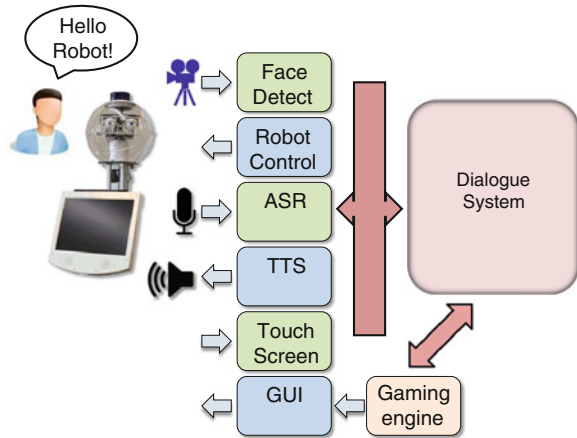 Hello
Robot!
Face
Detect
Robot
Control
ASR
TTS
Touch
Screen
GUI
Dialogue
System
Gaming
engine